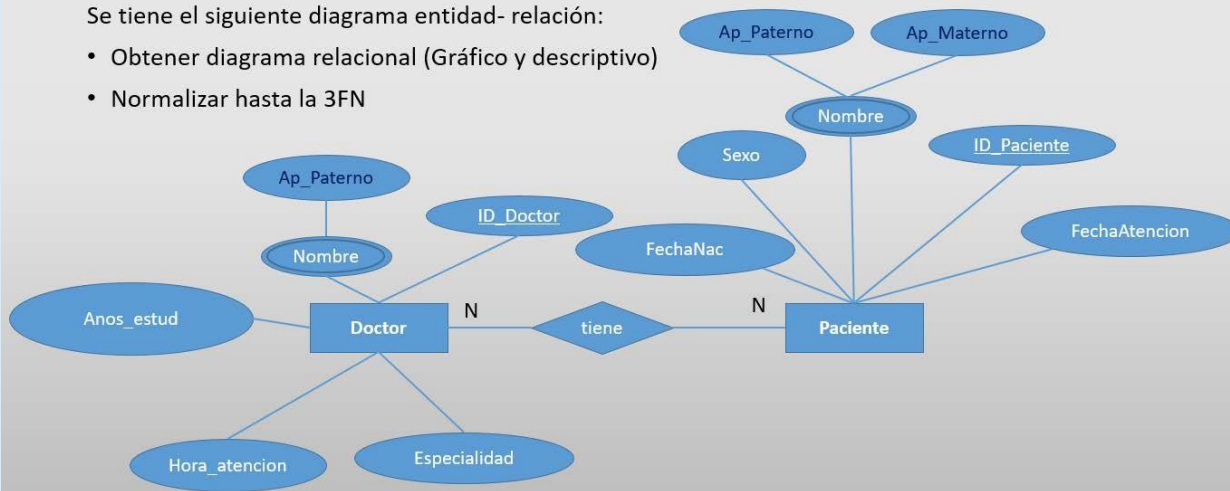 Se tiene el siguiente diagrama entidad- relación:
• Obtener diagrama relacional (Gráfico y descriptivo)
• Normalizar hasta la 3FN
Ap_Paterno
Ap_Materno
Nombre
Sexo
ID_Paciente
Ap_Paterno
ID_Doctor
FechaAtencion
Nombre
FechaNac
Anos_estud
Doctor
N
tiene
N
Paciente
Hora_atencion
Especialidad